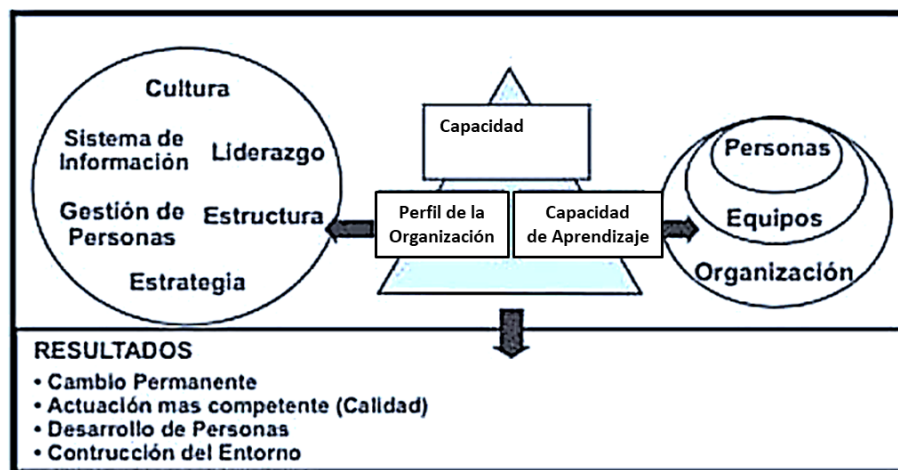 Cultura
Sistema de
Información
Liderazgo
Gestión de
Personas
Estructura
Estrategia
Capacidad
Perfil de la
Organización
Capacidad
de Aprendizaje
Personas
Equipos
Organización
RESULTADOS
• Cambio Permanente
• Actuación mas competente (Calidad)
• Desarrollo de Personas
• Contrucción del Entorno